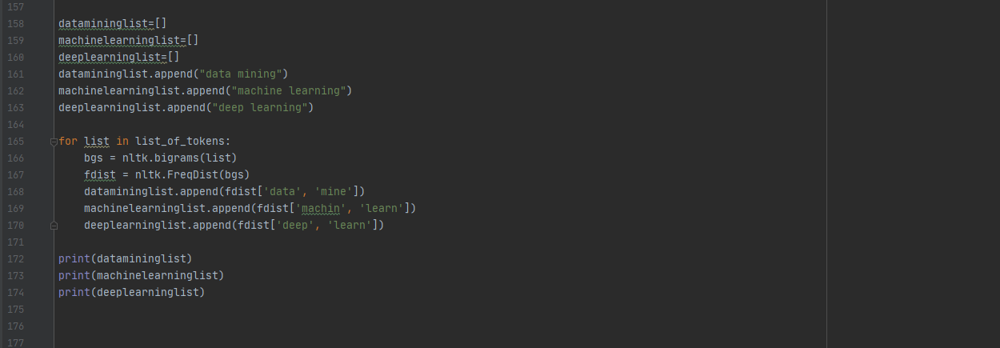 157
158 datamininglist=[]
159 machinelearninglist=[]
160 deeplearninglist=[]
161 datamininglist.append("data mining")
162 machinelearninglist.append("machine learning")
163 deeplearninglist.append("deep learning")
164
165 for list in list_of_tokens:
166     bgs = nltk.bigrams(list)
167     fdist = nltk.FreqDist(bgs)
168     datamininglist.append(fdist['data', 'mine'])
169     machinelearninglist.append(fdist['machin', 'learn'])
170     deeplearninglist.append(fdist['deep', 'learn'])
171
172 print(datamininglist)
173 print(machinelearninglist)
174 print(deeplearninglist)
175
176
177